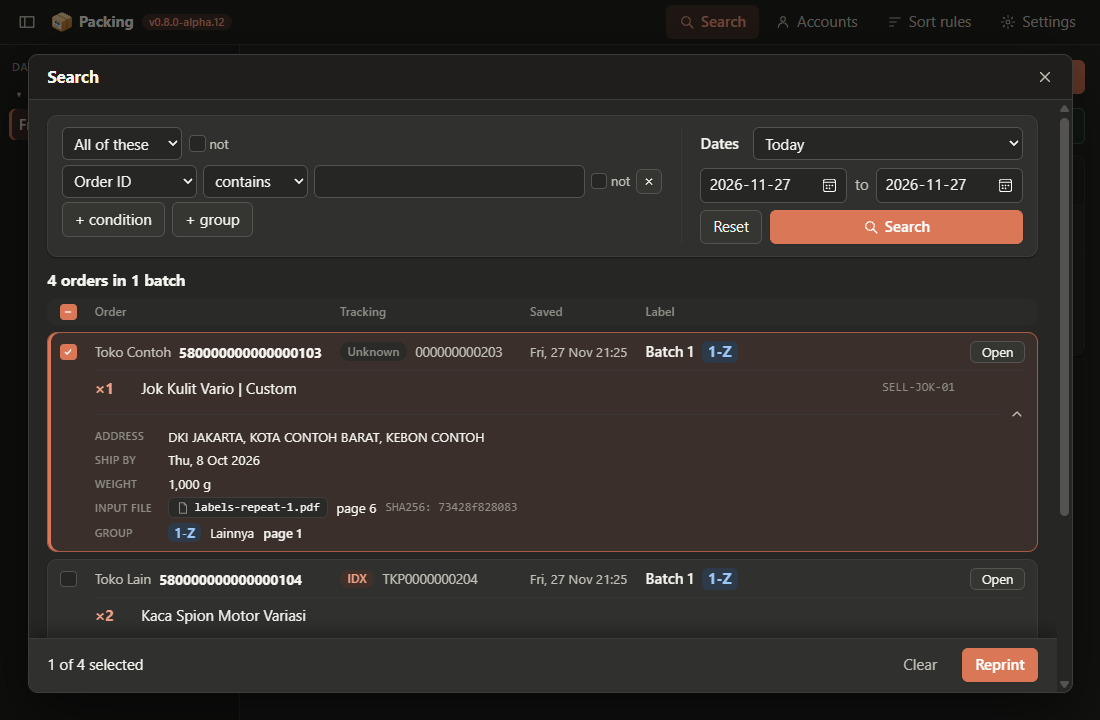 Packing v0.8.0-alpha.12 Search Accounts Sort rules Settings
DA
Search
All of these not Dates Today
Order ID contains not × 2026-11-27 to 2026-11-27
+ condition + group Reset Search
4 orders in 1 batch
Order Tracking Saved Label
Toko Contoh 580000000000000103 Unknown 000000000203 Fri, 27 Nov 21:25 Batch 1 1-Z Open
×1 Jok Kulit Vario | Custom SELL-JOK-01
ADDRESS DKI JAKARTA, KOTA CONTOH BARAT, KEBON CONTOH
SHIP BY Thu, 8 Oct 2026
WEIGHT 1,000 g
INPUT FILE labels-repeat-1.pdf page 6 SHA256: 73428f828083
GROUP 1-Z Lainnya page 1
Toko Lain 580000000000000104 IDX TKP0000000204 Fri, 27 Nov 21:25 Batch 1 1-Z Open
×2 Kaca Spion Motor Variasi
1 of 4 selected Clear Reprint